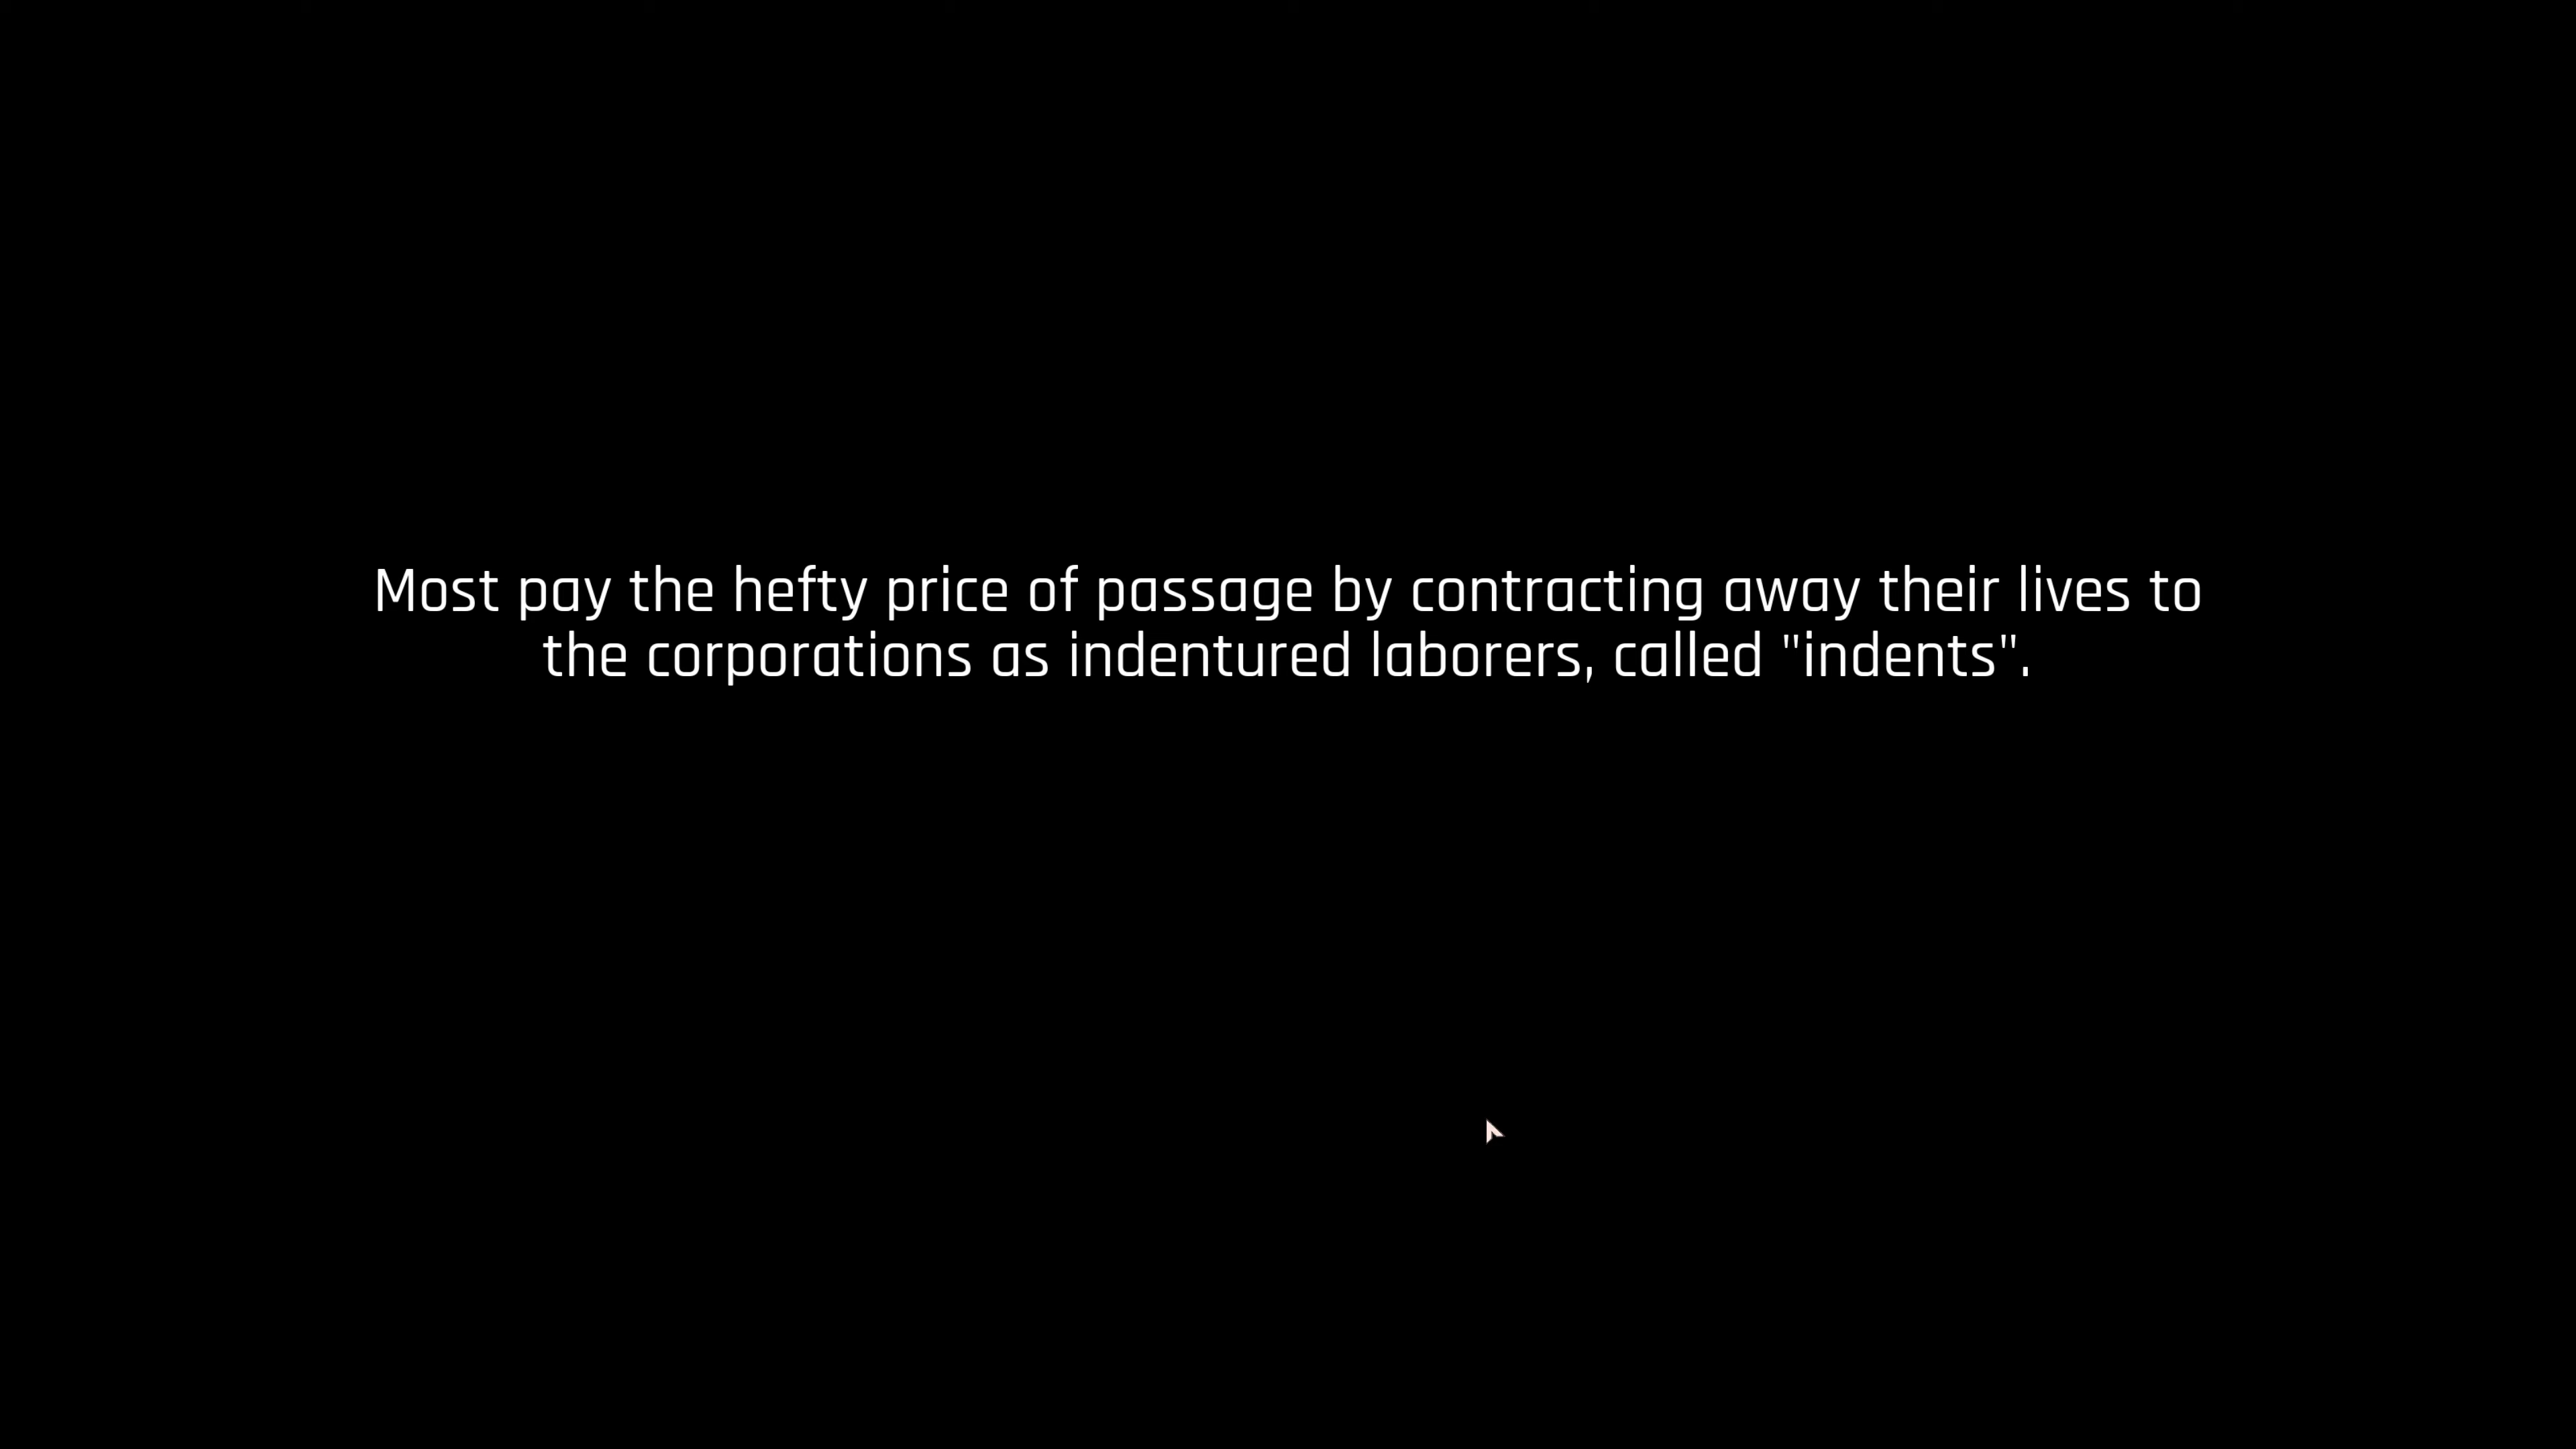 Most pay the hefty price of passage by contracting away their lives to
the corporations as indentured laborers, called "indents".